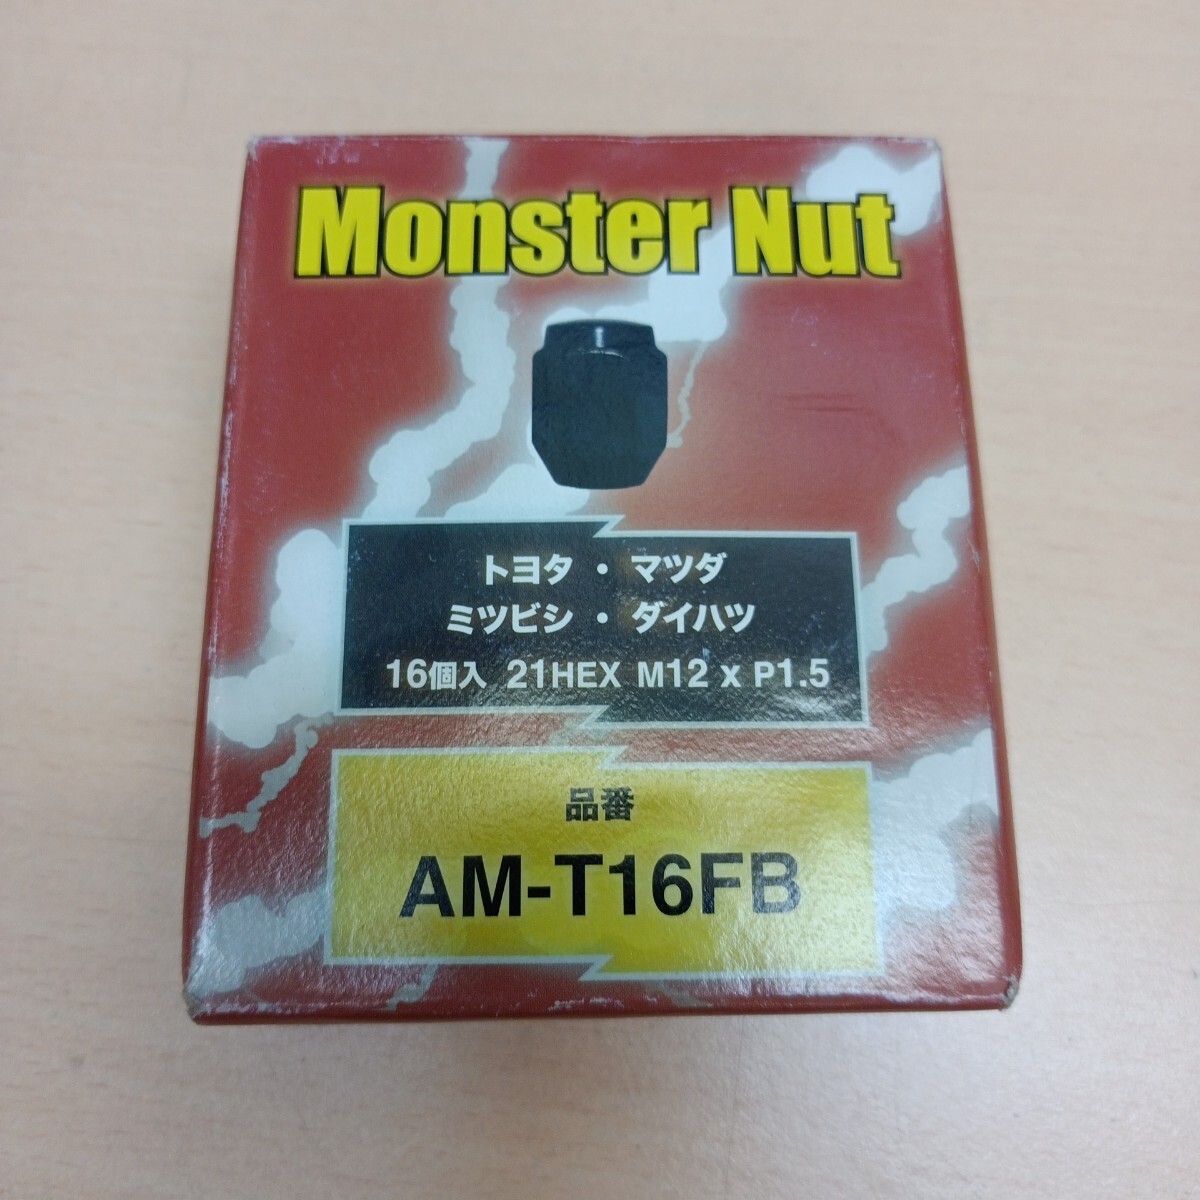 Monster Nut
トヨタ・マツダ
ミツビシ・ダイハツ
16個入 21HEX M12 x P1.5
品番
AM-T16FB